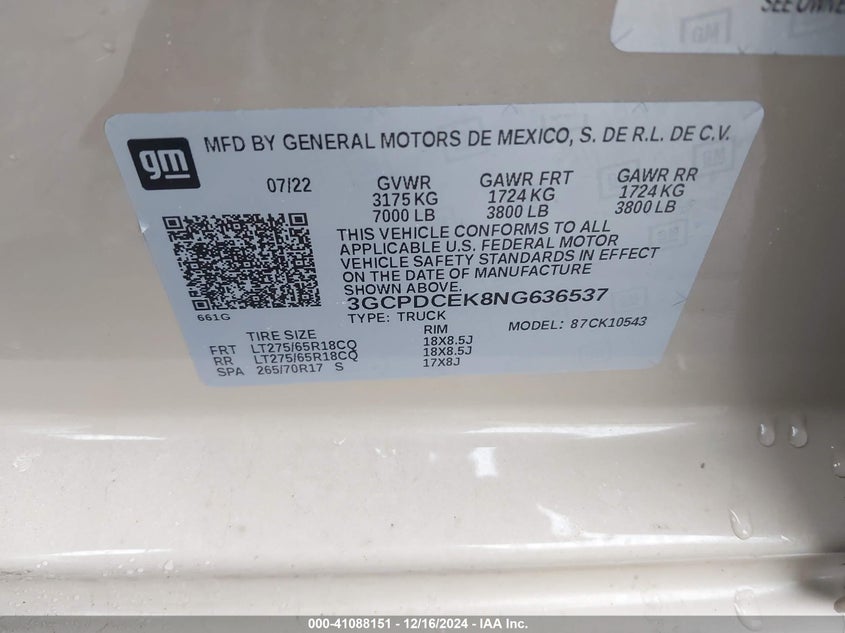 SEE OWNE
gm
MFD BY GENERAL MOTORS DE MEXICO, S. DE R.L. DE C.V.
07/22 GVWR GAWR FRT GAWR RR
3175 KG 1724 KG 1724 KG
7000 LB 3800 LB 3800 LB
THIS VEHICLE CONFORMS TO ALL
APPLICABLE U.S. FEDERAL MOTOR
VEHICLE SAFETY STANDARDS IN EFFECT
ON THE DATE OF MANUFACTURE
SHOWN ABOVE.
661G
3GCPDCEK8NG636537
TYPE: TRUCK MODEL: 87CK10543
TIRE SIZE RIM
FRT LT275/65R18CQ 18X8.5J
RR LT275/65R18CQ 18X8.5J
SPA 265/70R17 S 17X8J
000-41088151 - 12/16/2024 - IAA Inc.